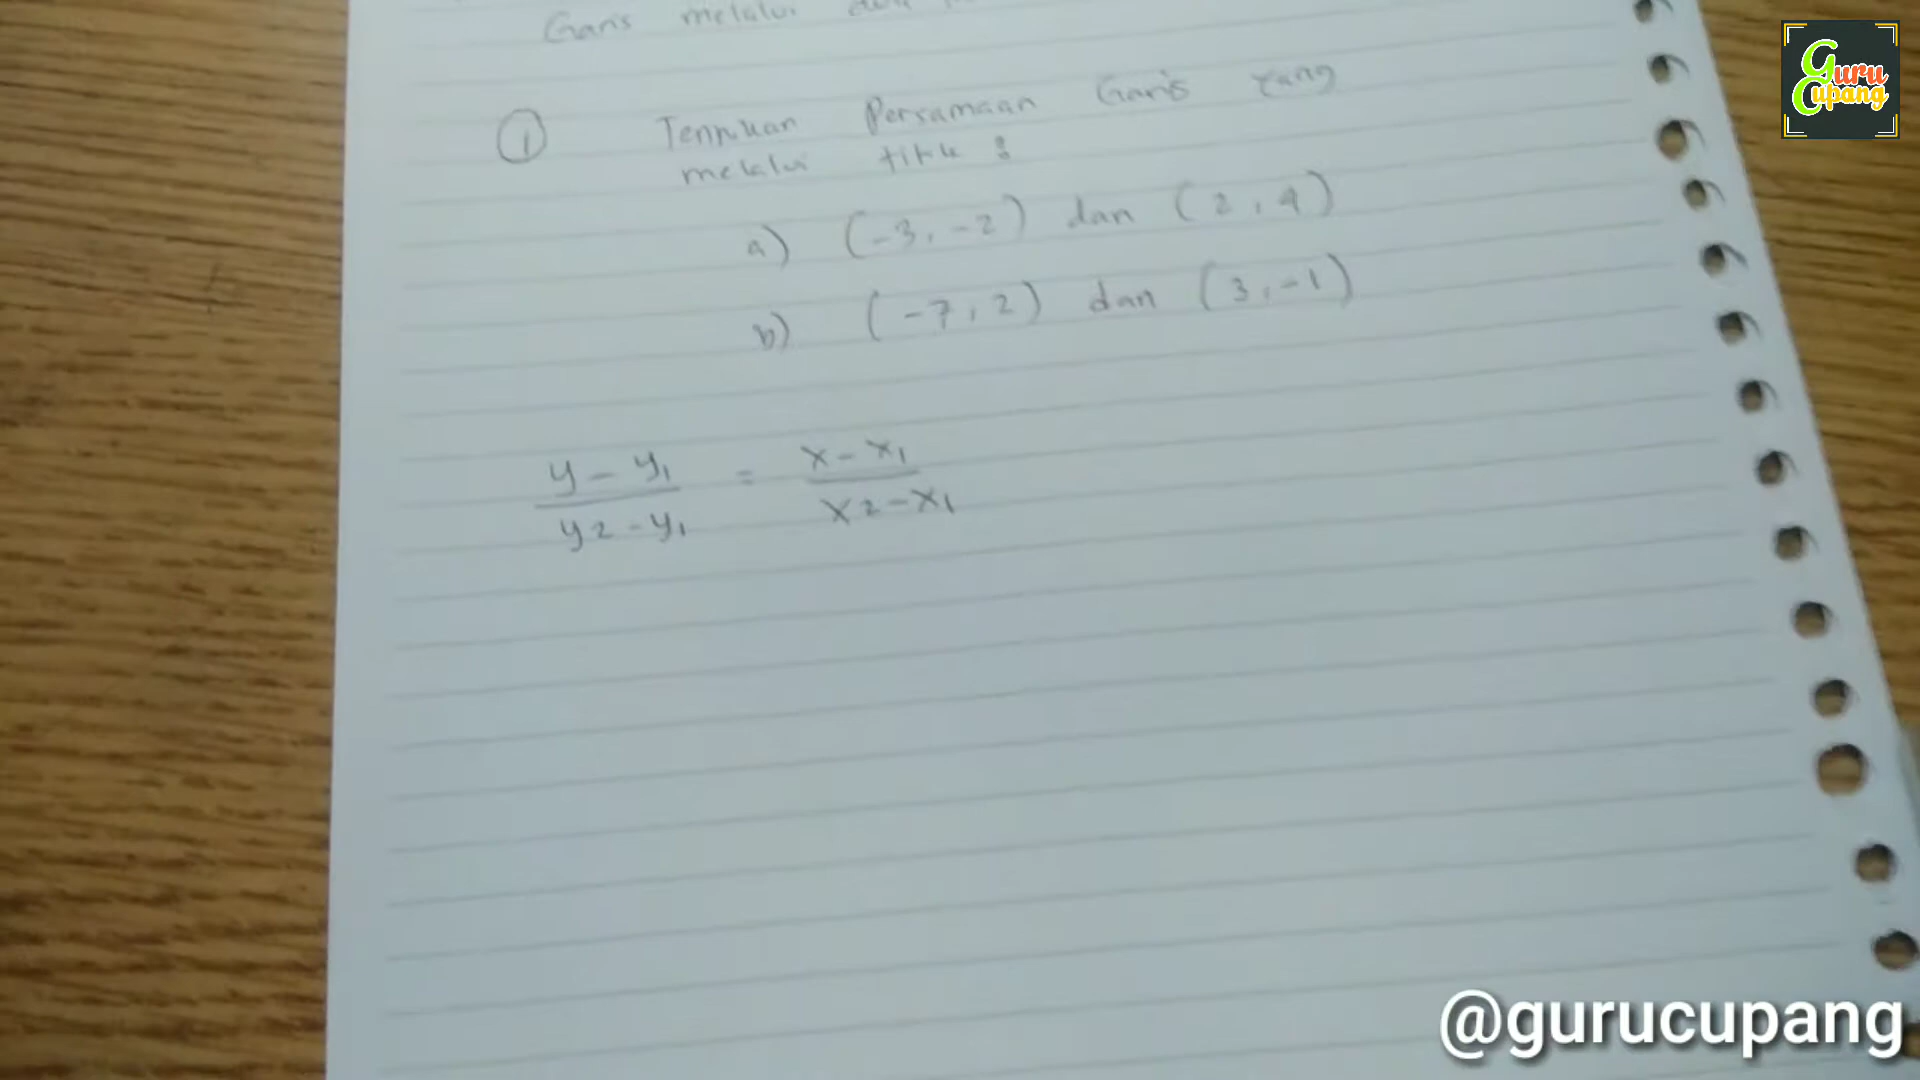 Garis melalui
Guru
Cupang
1 Tentukan Persamaan Garis Yang
melalui titik :
a) (-3, -2) dan (2, 4)
b) (-7, 2) dan (3, -1)
y - y1 = x - x1
y2 - y1 x2 - x1
@gurucupang